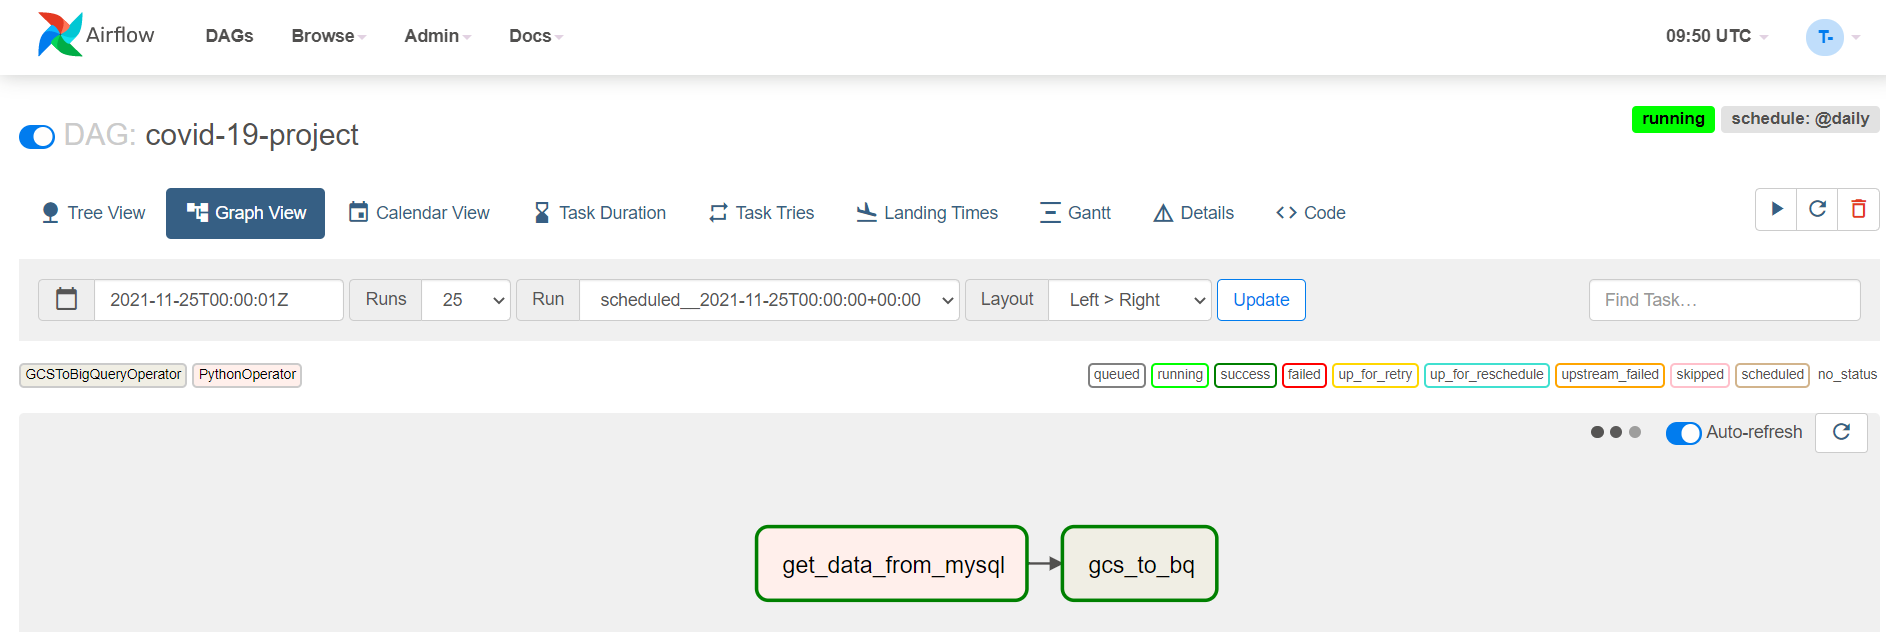 Airflow DAGs Browse Admin Docs 09:50 UTC T-
running schedule: @daily
DAG: covid-19-project
Tree View Graph View Calendar View Task Duration Task Tries Landing Times Gantt Details Code
2021-11-25T00:00:01Z Runs 25 Run scheduled__2021-11-25T00:00:00+00:00 Layout Left > Right Update Find Task...
GCSToBigQueryOperator PythonOperator queued running success failed up_for_retry up_for_reschedule upstream_failed skipped scheduled no_status
Auto-refresh
get_data_from_mysql gcs_to_bq